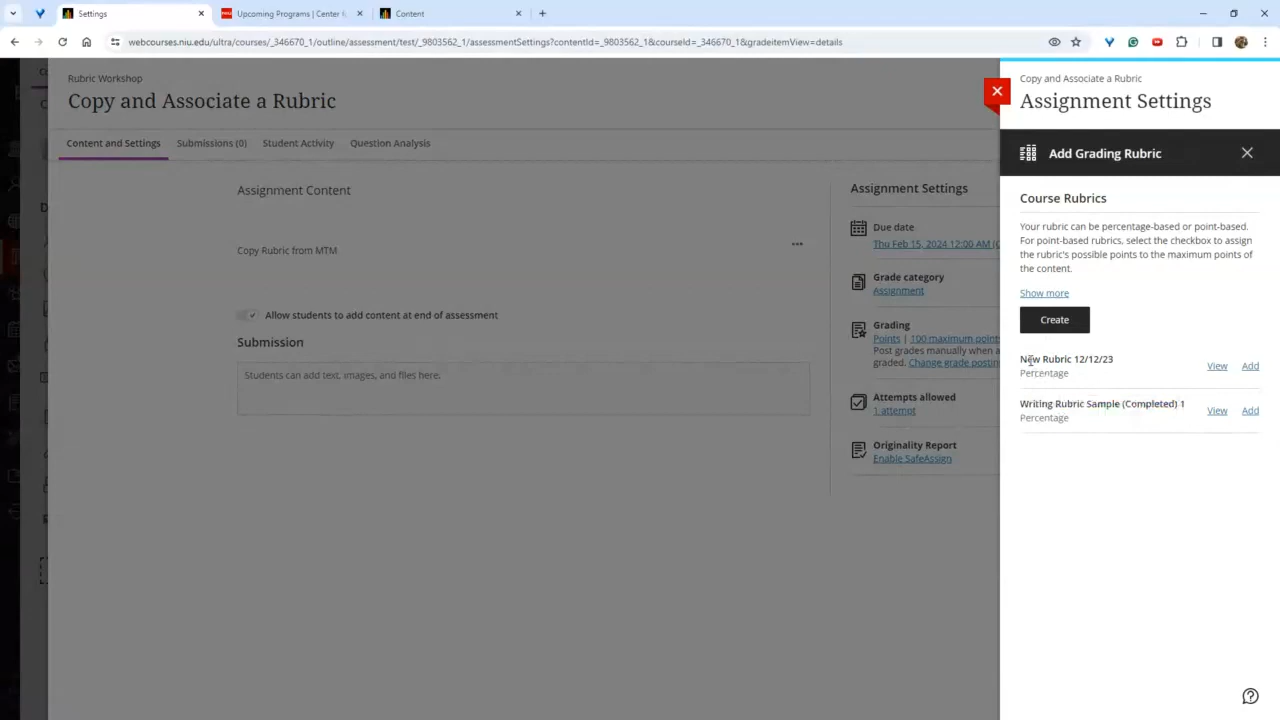 Settings
Upcoming Programs | Center f
Content
webcourses.niu.edu/ultra/courses/_346670_1/outline/assessment/test/_9803562_1/assessmentSettings?contentId=_9803562_1&courseId=_346670_1&gradeitemView=details
Rubric Workshop
Copy and Associate a Rubric
Content and Settings
Submissions (0)
Student Activity
Question Analysis
Assignment Content
Copy Rubric from MTM
Allow students to add content at end of assessment
Submission
Students can add text, images, and files here.
Assignment Settings
Due date
Thu Feb 15, 2024 12:00 AM (C
Grade category
Assignment
Grading
Points | 100 maximum points
Post grades manually when a
graded. Change grade posting
Attempts allowed
1 attempt
Originality Report
Enable SafeAssign
Copy and Associate a Rubric
Assignment Settings
Add Grading Rubric
Course Rubrics
Your rubric can be percentage-based or point-based.
For point-based rubrics, select the checkbox to assign
the rubric's possible points to the maximum points of
the content.
Show more
Create
New Rubric 12/12/23
Percentage
View Add
Writing Rubric Sample (Completed) 1
Percentage
View Add